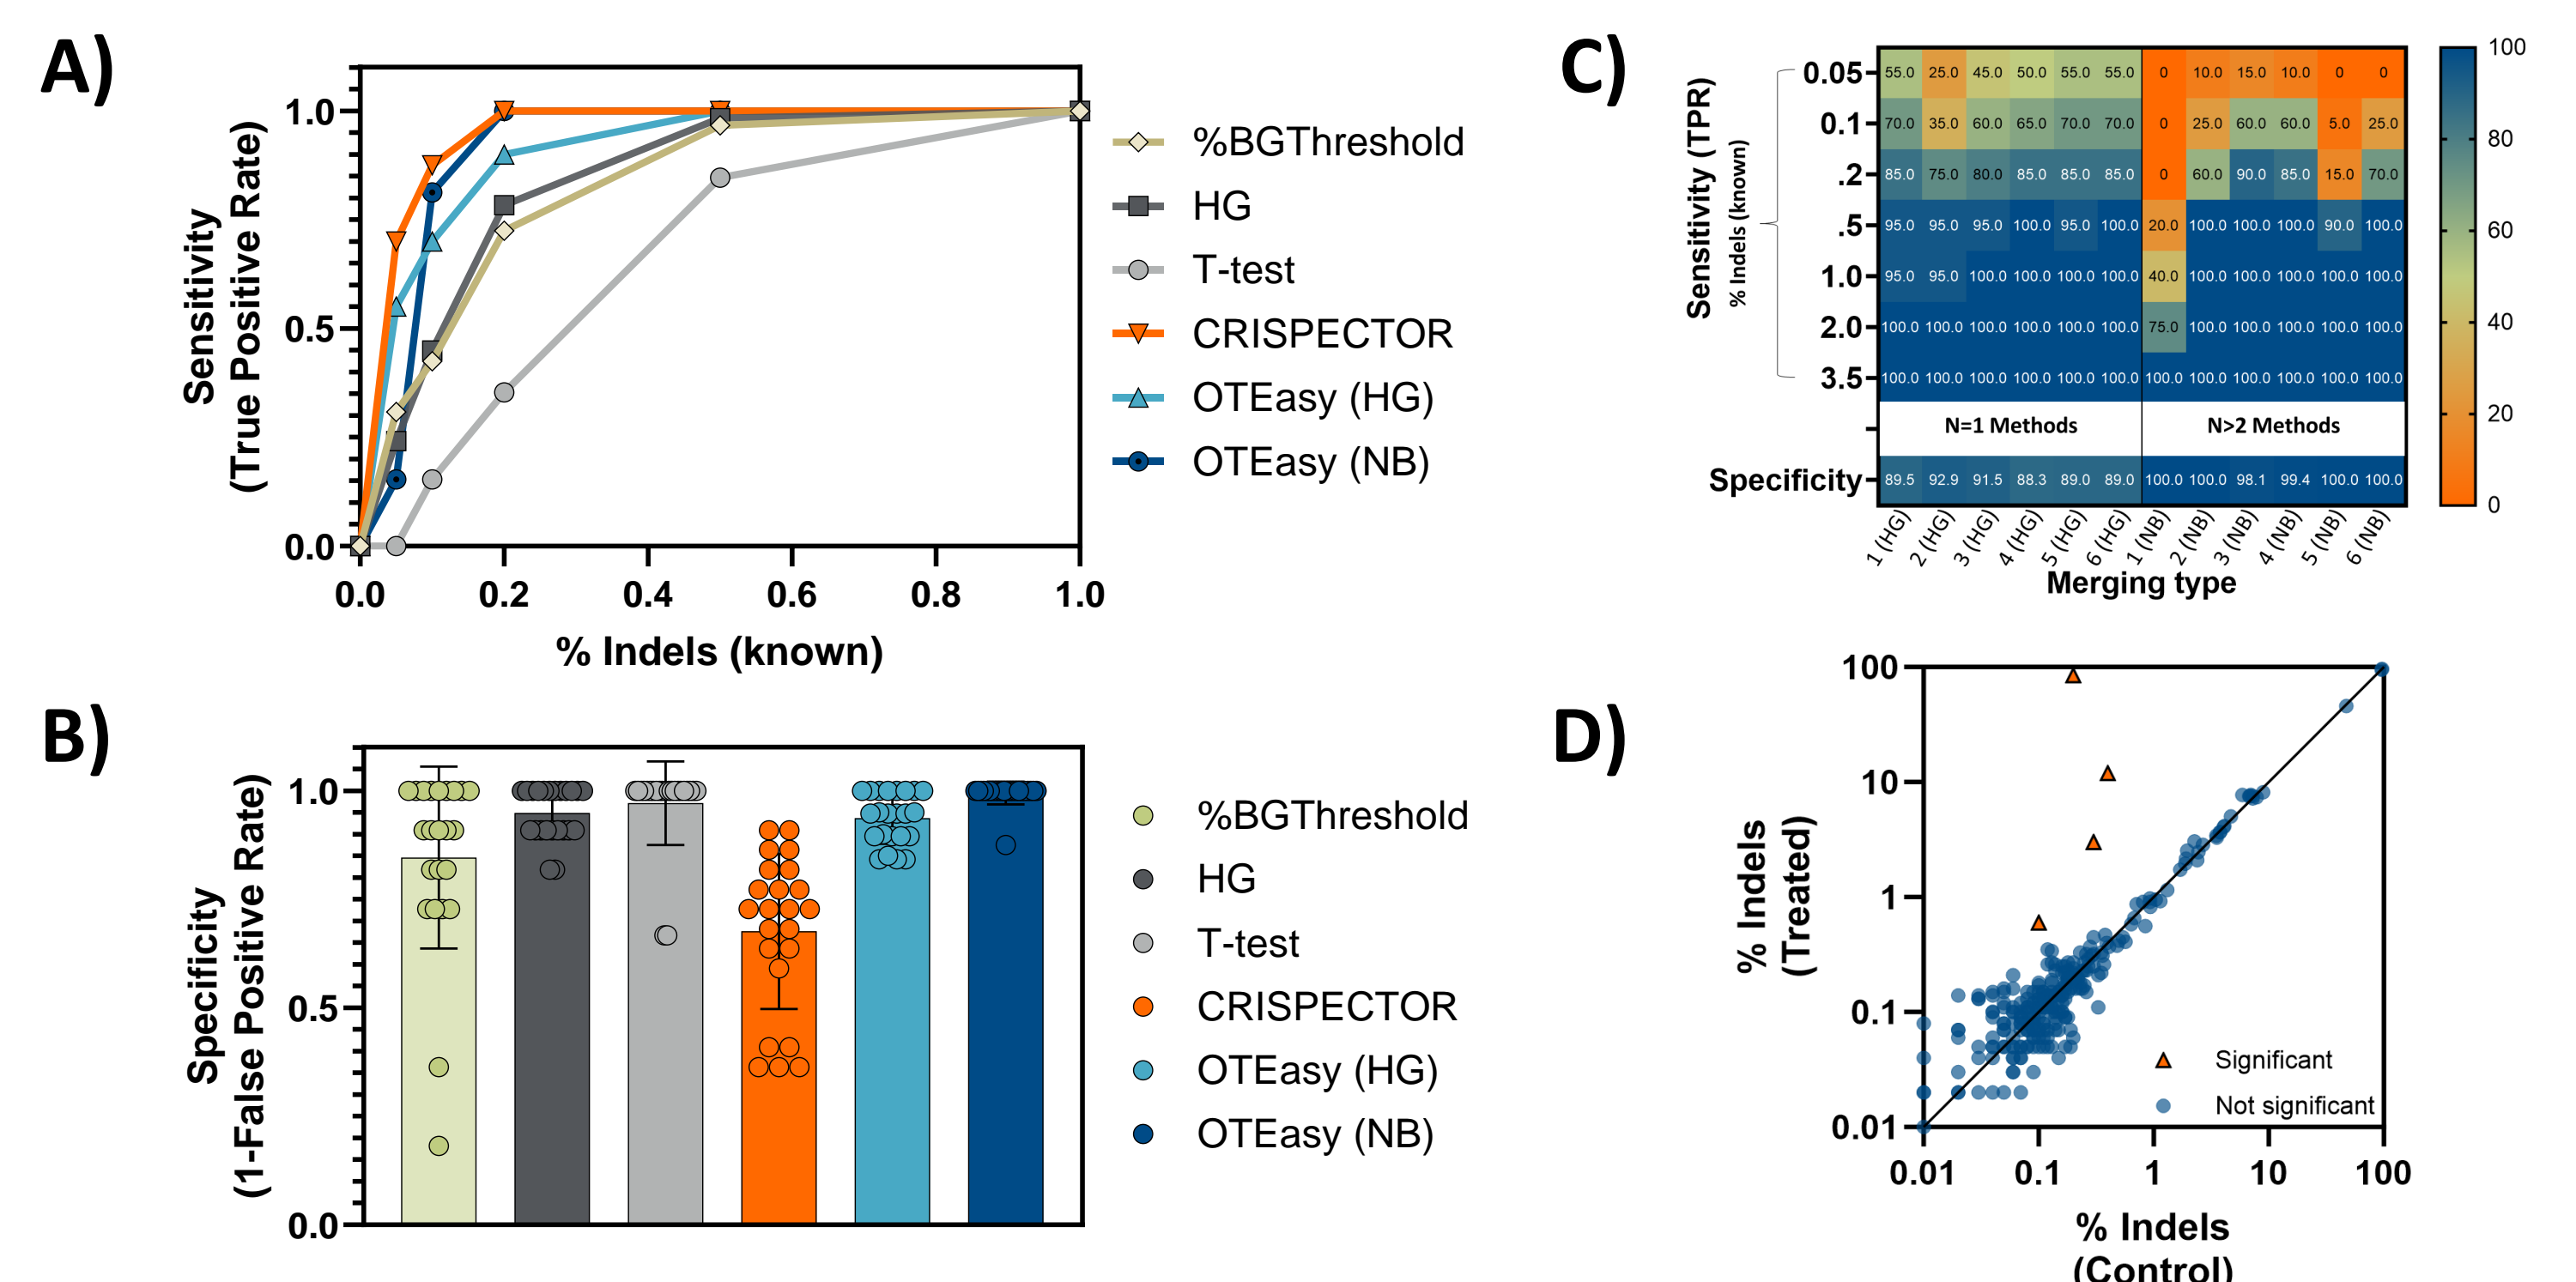 A)
Sensitivity
(True Positive Rate)
1.0
0.5
0.0
0.0 0.2 0.4 0.6 0.8 1.0
% Indels (known)
%BGThreshold
HG
T-test
CRISPECTOR
OTEasy (HG)
OTEasy (NB)
B)
Specificity
(1-False Positive Rate)
1.0
0.5
0.0
%BGThreshold
HG
T-test
CRISPECTOR
OTEasy (HG)
OTEasy (NB)
C)
Sensitivity (TPR)
% Indels (known)
0.05 55.0 25.0 45.0 50.0 55.0 55.0 0 10.0 15.0 10.0 0 0
0.1 70.0 35.0 60.0 65.0 70.0 70.0 0 25.0 60.0 60.0 5.0 25.0
.2 85.0 75.0 80.0 85.0 85.0 85.0 0 60.0 90.0 85.0 15.0 70.0
.5 95.0 95.0 95.0 100.0 95.0 100.0 20.0 100.0 100.0 100.0 90.0 100.0
1.0 95.0 95.0 100.0 100.0 100.0 100.0 40.0 100.0 100.0 100.0 100.0 100.0
2.0 100.0 100.0 100.0 100.0 100.0 100.0 75.0 100.0 100.0 100.0 100.0 100.0
3.5 100.0 100.0 100.0 100.0 100.0 100.0 100.0 100.0 100.0 100.0 100.0 100.0
N=1 Methods N>2 Methods
Specificity 89.5 92.9 91.5 88.3 89.0 89.0 100.0 100.0 98.1 99.4 100.0 100.0
1 (HG) 2 (HG) 3 (HG) 4 (HG) 5 (HG) 6 (HG) 1 (NB) 2 (NB) 3 (NB) 4 (NB) 5 (NB) 6 (NB)
Merging type
100
80
60
40
20
0
D)
% Indels
(Treated)
100
10
1
0.1
0.01
Significant
Not significant
0.01 0.1 1 10 100
% Indels
(Control)